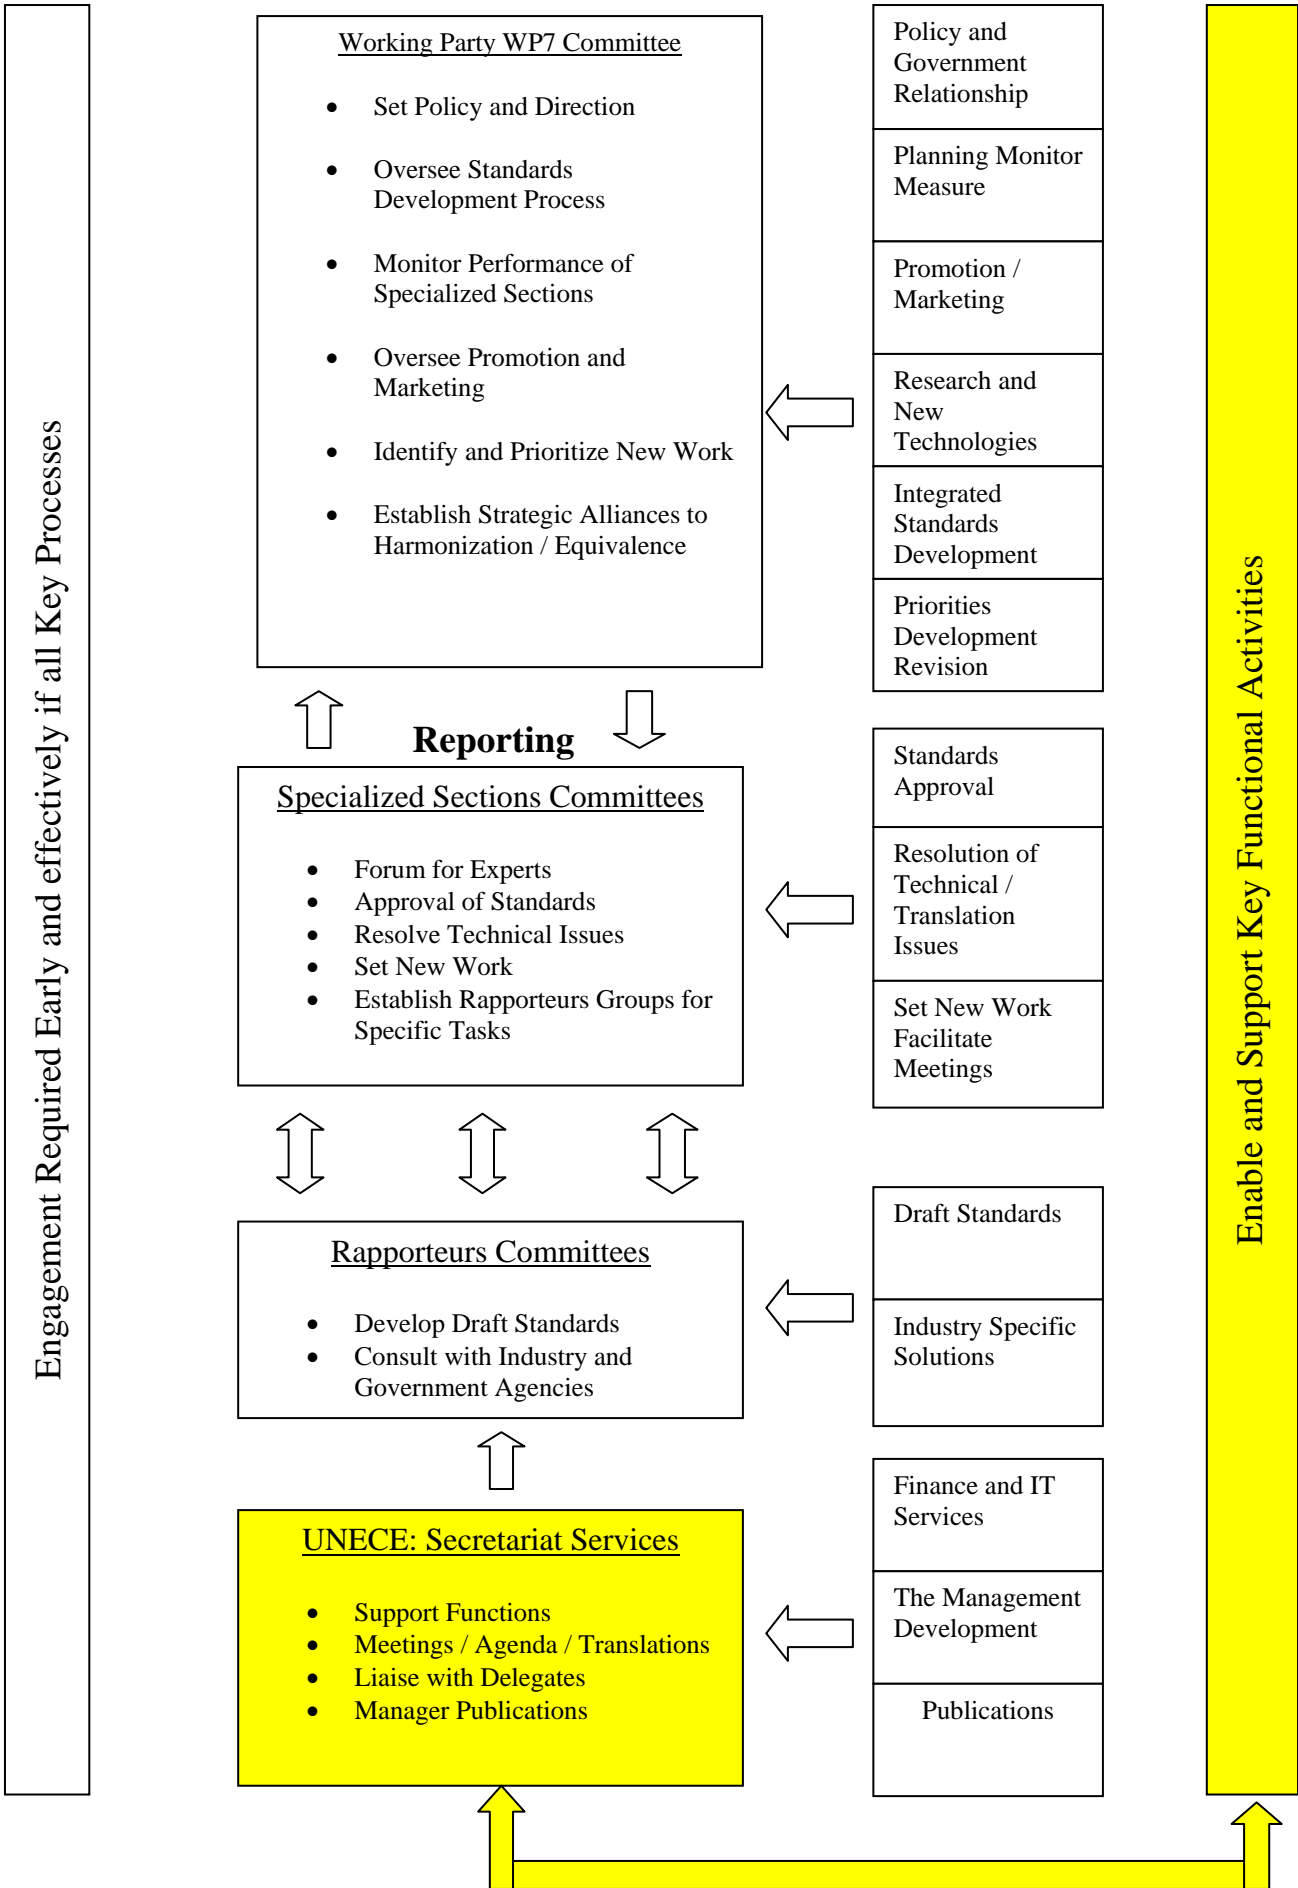 Engagement Required Early and effectively if all Key Processes
Working Party WP7 Committee
• Set Policy and Direction
• Oversee Standards
Development Process
• Monitor Performance of
Specialized Sections
• Oversee Promotion and
Marketing
• Identify and Prioritize New Work
• Establish Strategic Alliances to
Harmonization / Equivalence
Policy and
Government
Relationship
Planning Monitor
Measure
Promotion /
Marketing
Research and
New
Technologies
Integrated
Standards
Development
Priorities
Development
Revision
Reporting
Specialized Sections Committees
• Forum for Experts
• Approval of Standards
• Resolve Technical Issues
• Set New Work
• Establish Rapporteurs Groups for
Specific Tasks
Standards
Approval
Resolution of
Technical /
Translation
Issues
Set New Work
Facilitate
Meetings
Rapporteurs Committees
• Develop Draft Standards
• Consult with Industry and
Government Agencies
Draft Standards
Industry Specific
Solutions
UNECE: Secretariat Services
• Support Functions
• Meetings / Agenda / Translations
• Liaise with Delegates
• Manager Publications
Finance and IT
Services
The Management
Development
Publications
Enable and Support Key Functional Activities